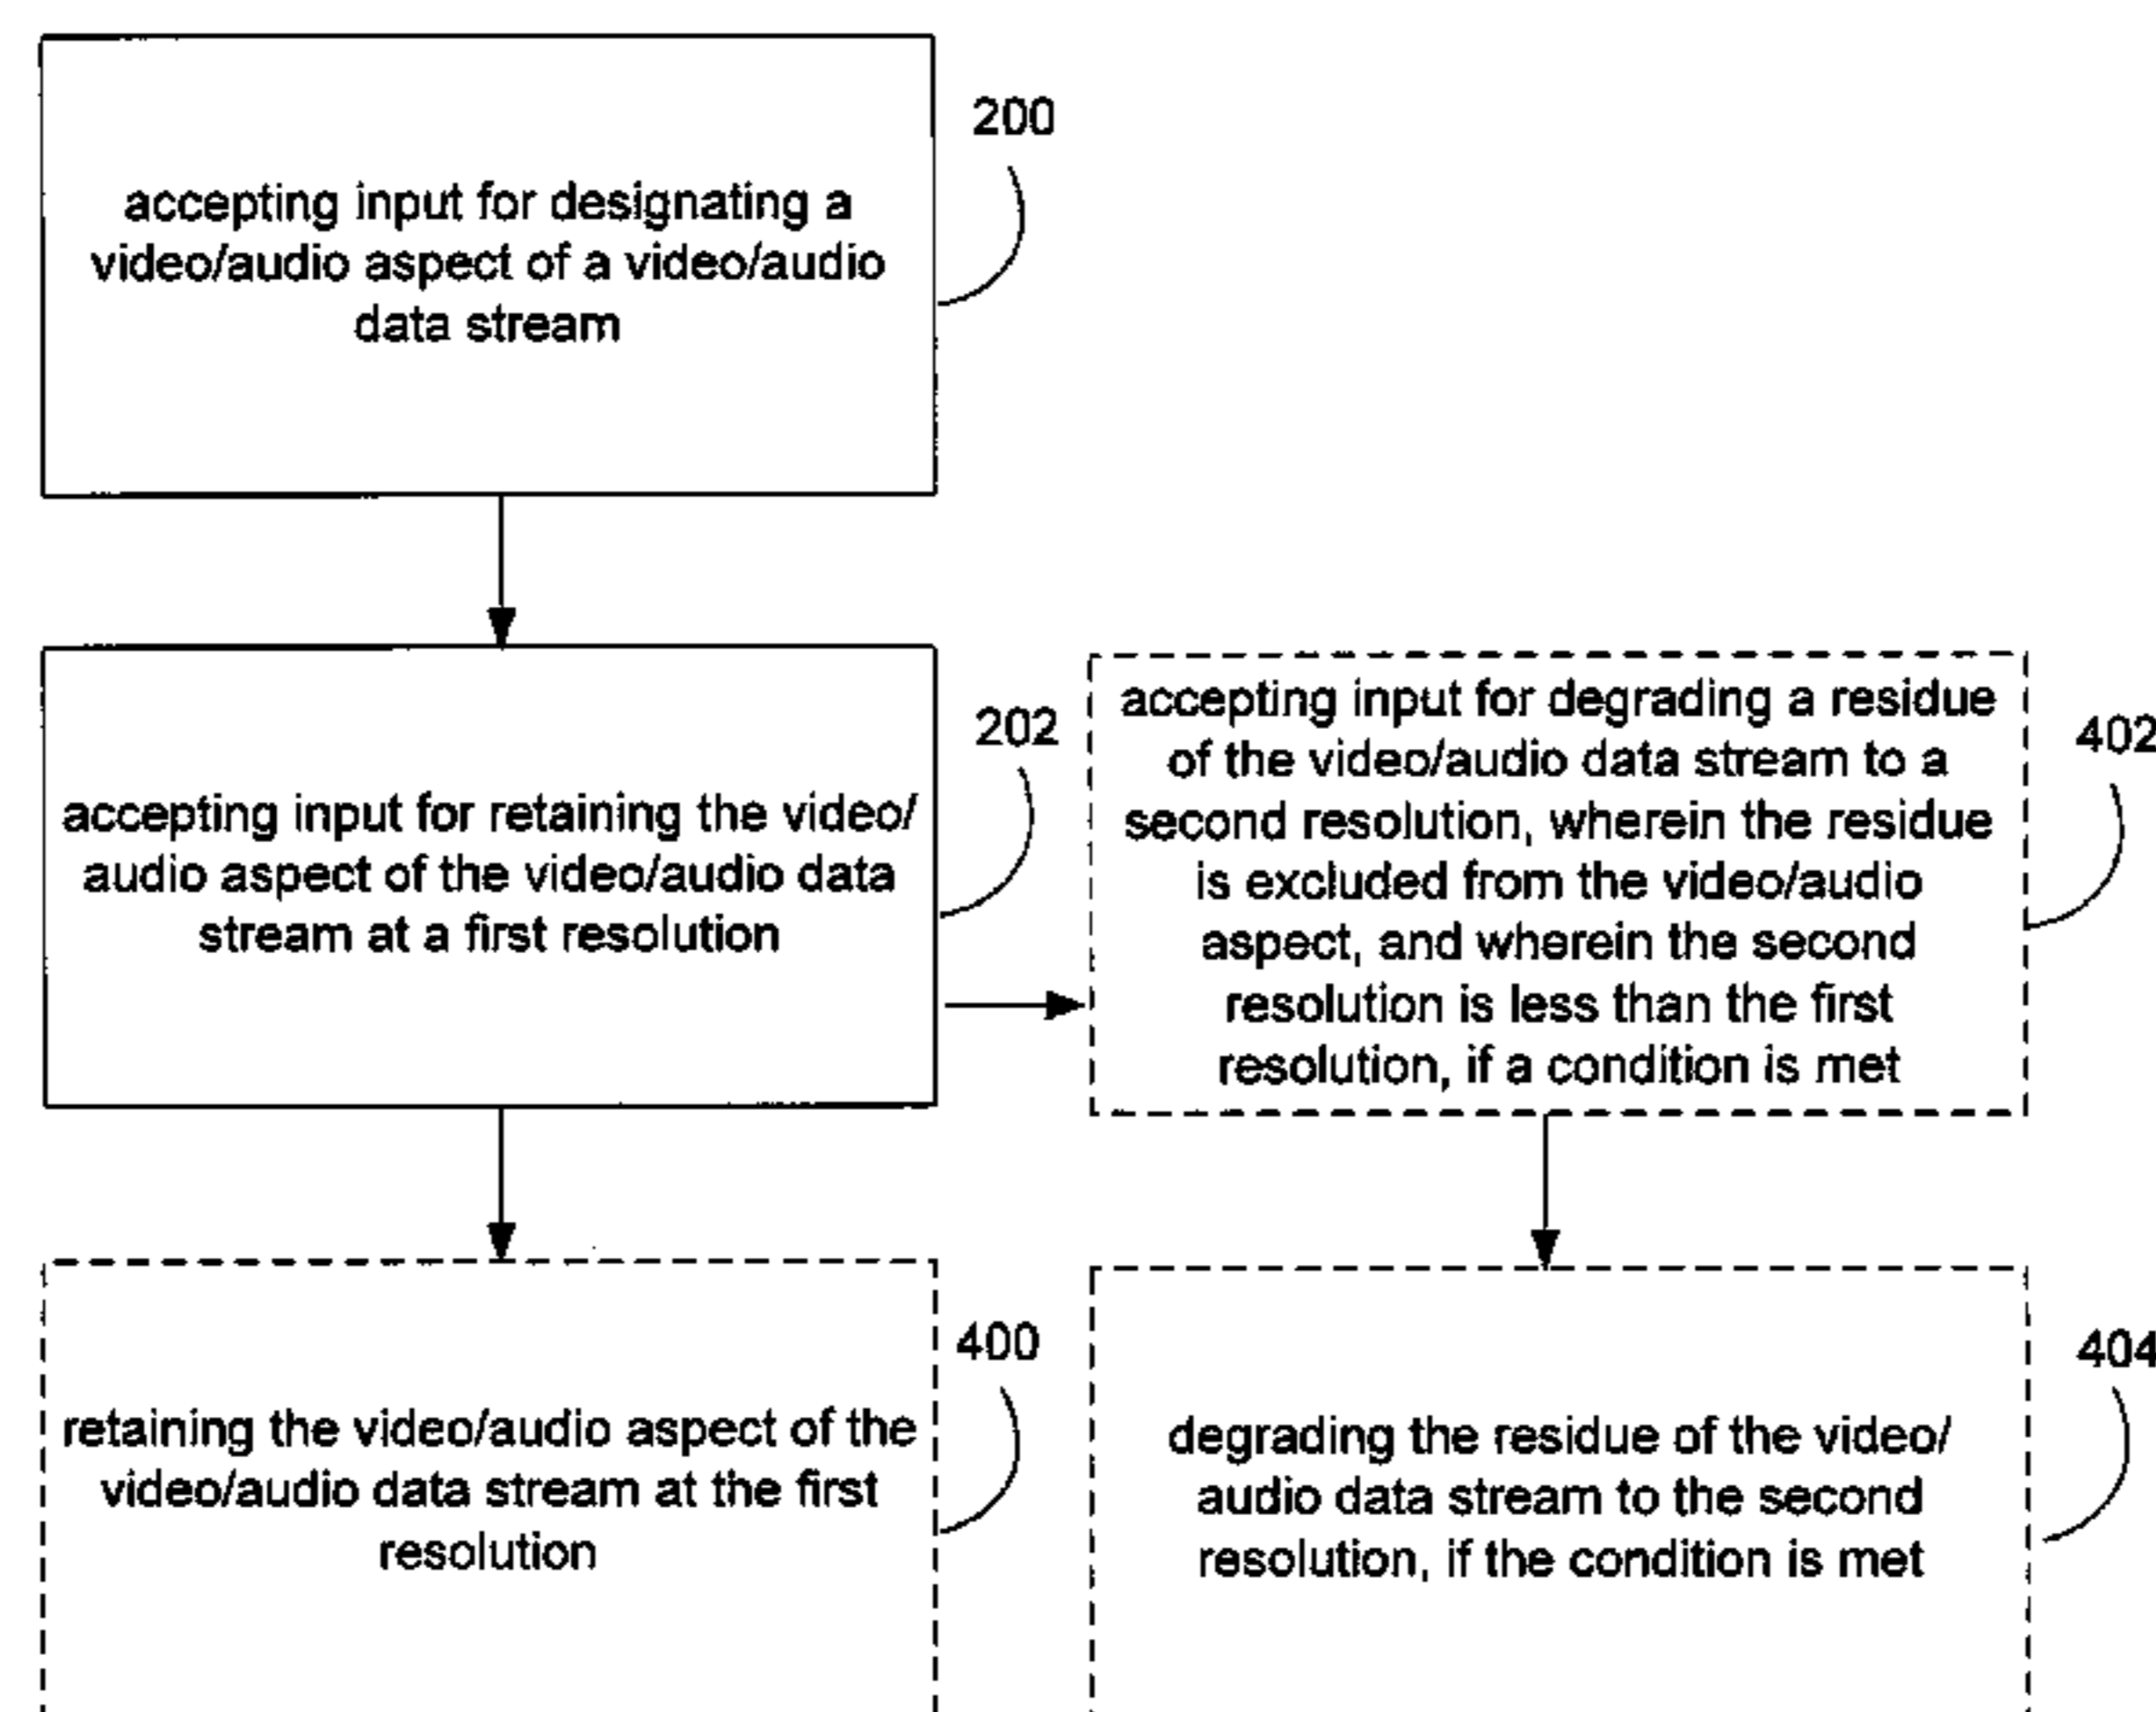 200
accepting input for designating a
video/audio aspect of a video/audio
data stream
202
accepting input for retaining the video/
audio aspect of the video/audio data
stream at a first resolution
402
accepting input for degrading a residue
of the video/audio data stream to a
second resolution, wherein the residue
is excluded from the video/audio
aspect, and wherein the second
resolution is less than the first
resolution, if a condition is met
400
retaining the video/audio aspect of the
video/audio data stream at the first
resolution
404
degrading the residue of the video/
audio data stream to the second
resolution, if the condition is met